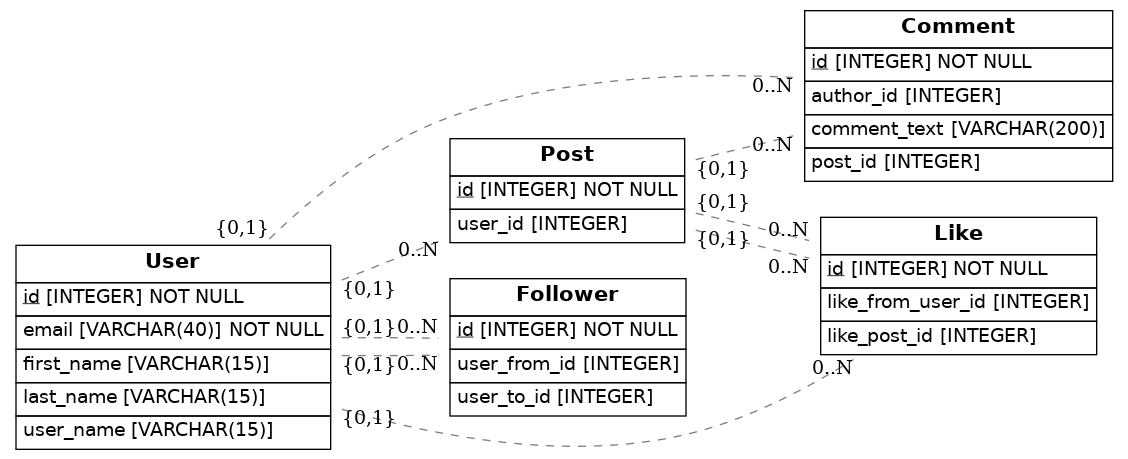 Comment
id [INTEGER] NOT NULL
author_id [INTEGER]
comment_text [VARCHAR(200)]
post_id [INTEGER]
0..N
0..N
{0,1}
Post
id [INTEGER] NOT NULL
user_id [INTEGER]
{0,1}
{0,1}
0..N
0..N
Like
id [INTEGER] NOT NULL
like_from_user_id [INTEGER]
like_post_id [INTEGER]
0..N
{0,1}
User
id [INTEGER] NOT NULL
email [VARCHAR(40)] NOT NULL
first_name [VARCHAR(15)]
last_name [VARCHAR(15)]
user_name [VARCHAR(15)]
0..N
{0,1}
{0,1} 0..N
{0,1} 0..N
{0,1}
Follower
id [INTEGER] NOT NULL
user_from_id [INTEGER]
user_to_id [INTEGER]